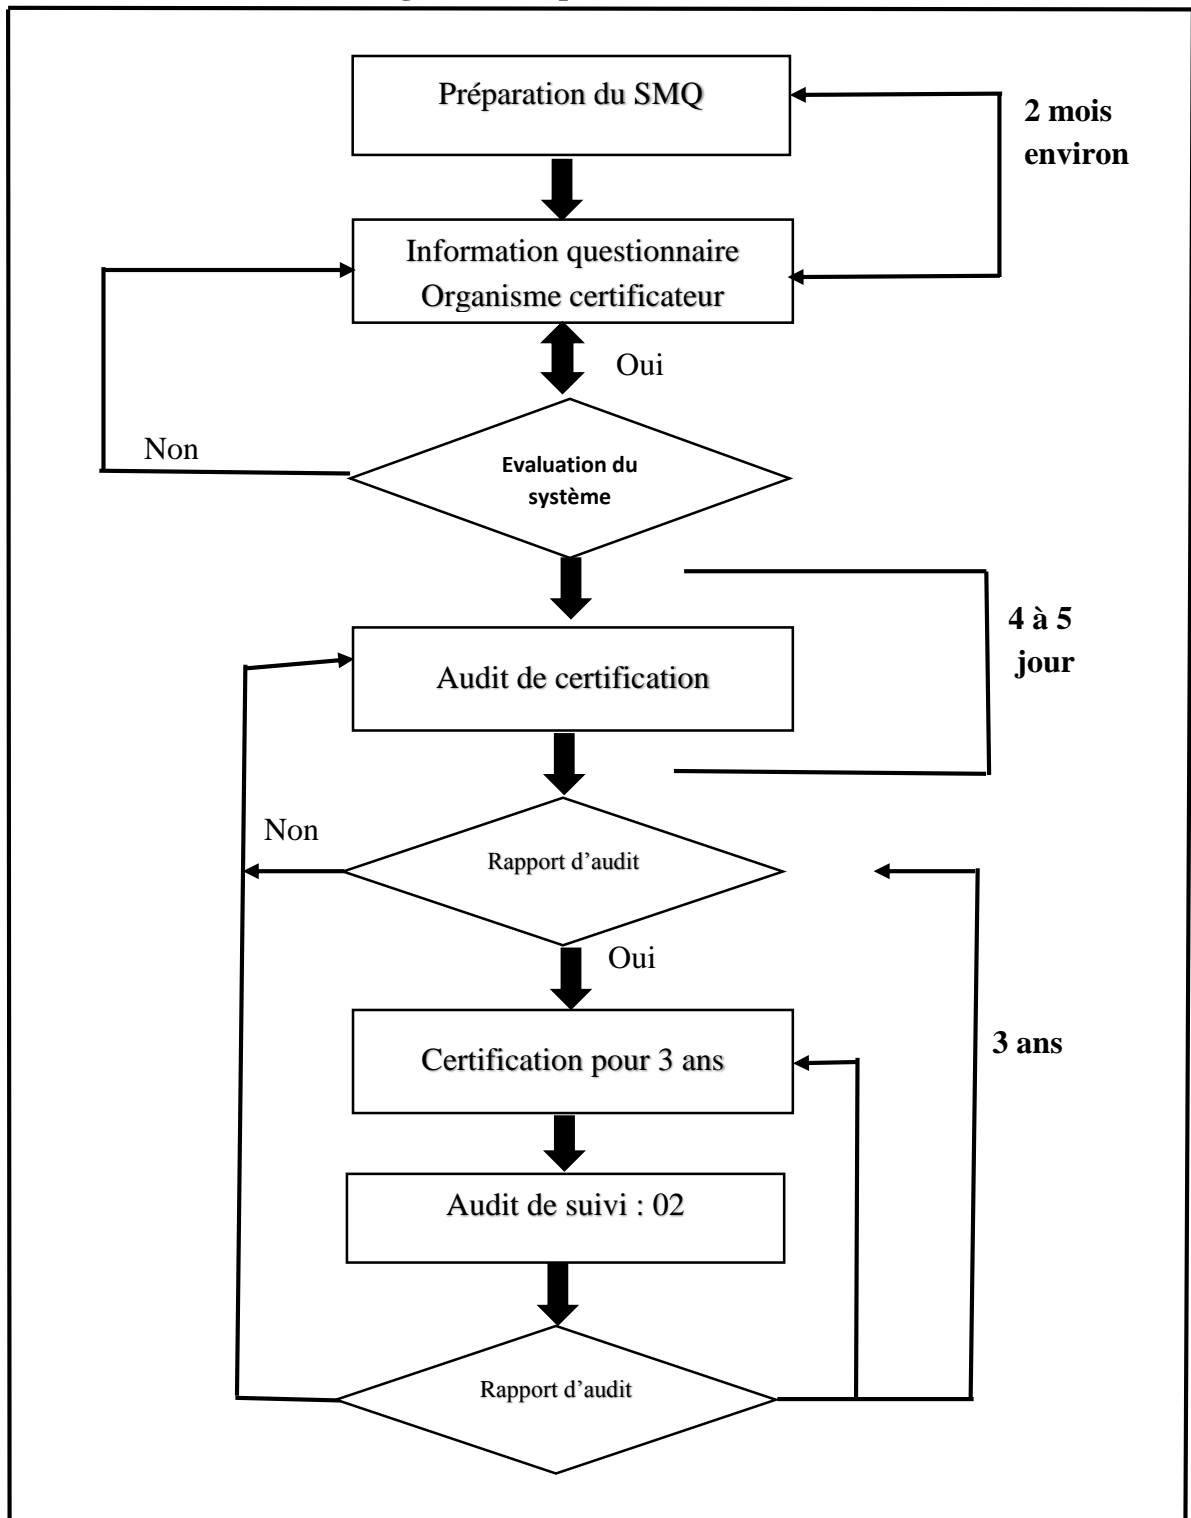 Préparation du SMQ
2 mois
environ
Information questionnaire
Organisme certificateur
Oui
Non
Evaluation du
système
4 à 5
jour
Audit de certification
Non
Rapport d’audit
Oui
3 ans
Certification pour 3 ans
Audit de suivi : 02
Rapport d’audit